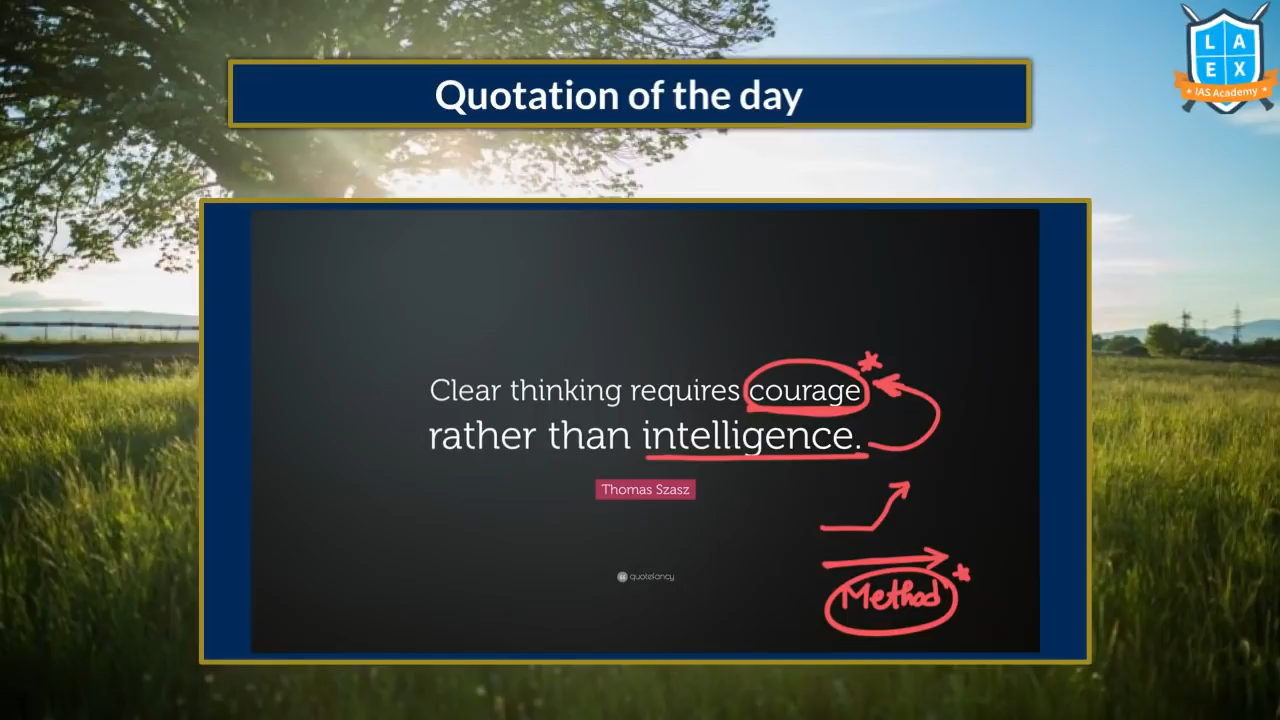 L A
E X
IAS Academy
Quotation of the day
Clear thinking requires courage
rather than intelligence.
Thomas Szasz
quotefancy
Method